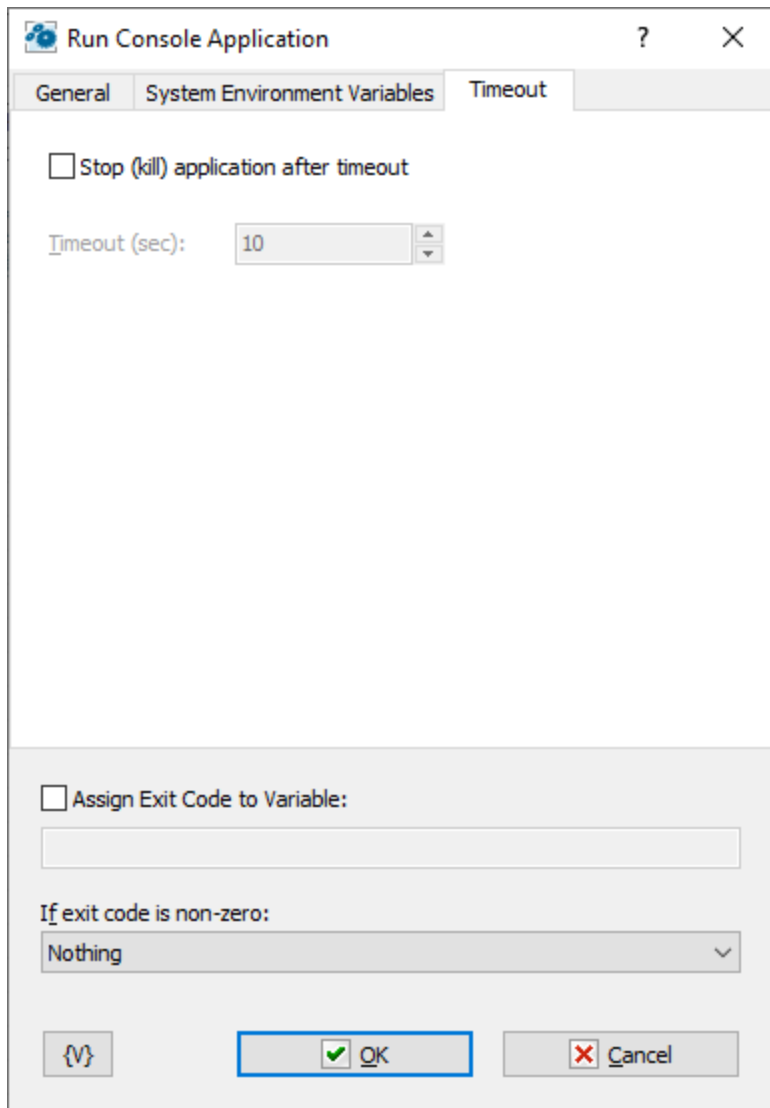 Run Console Application ?
General System Environment Variables Timeout
Stop (kill) application after timeout
Timeout (sec): 10
Assign Exit Code to Variable:
If exit code is non-zero:
Nothing
{V} OK Cancel